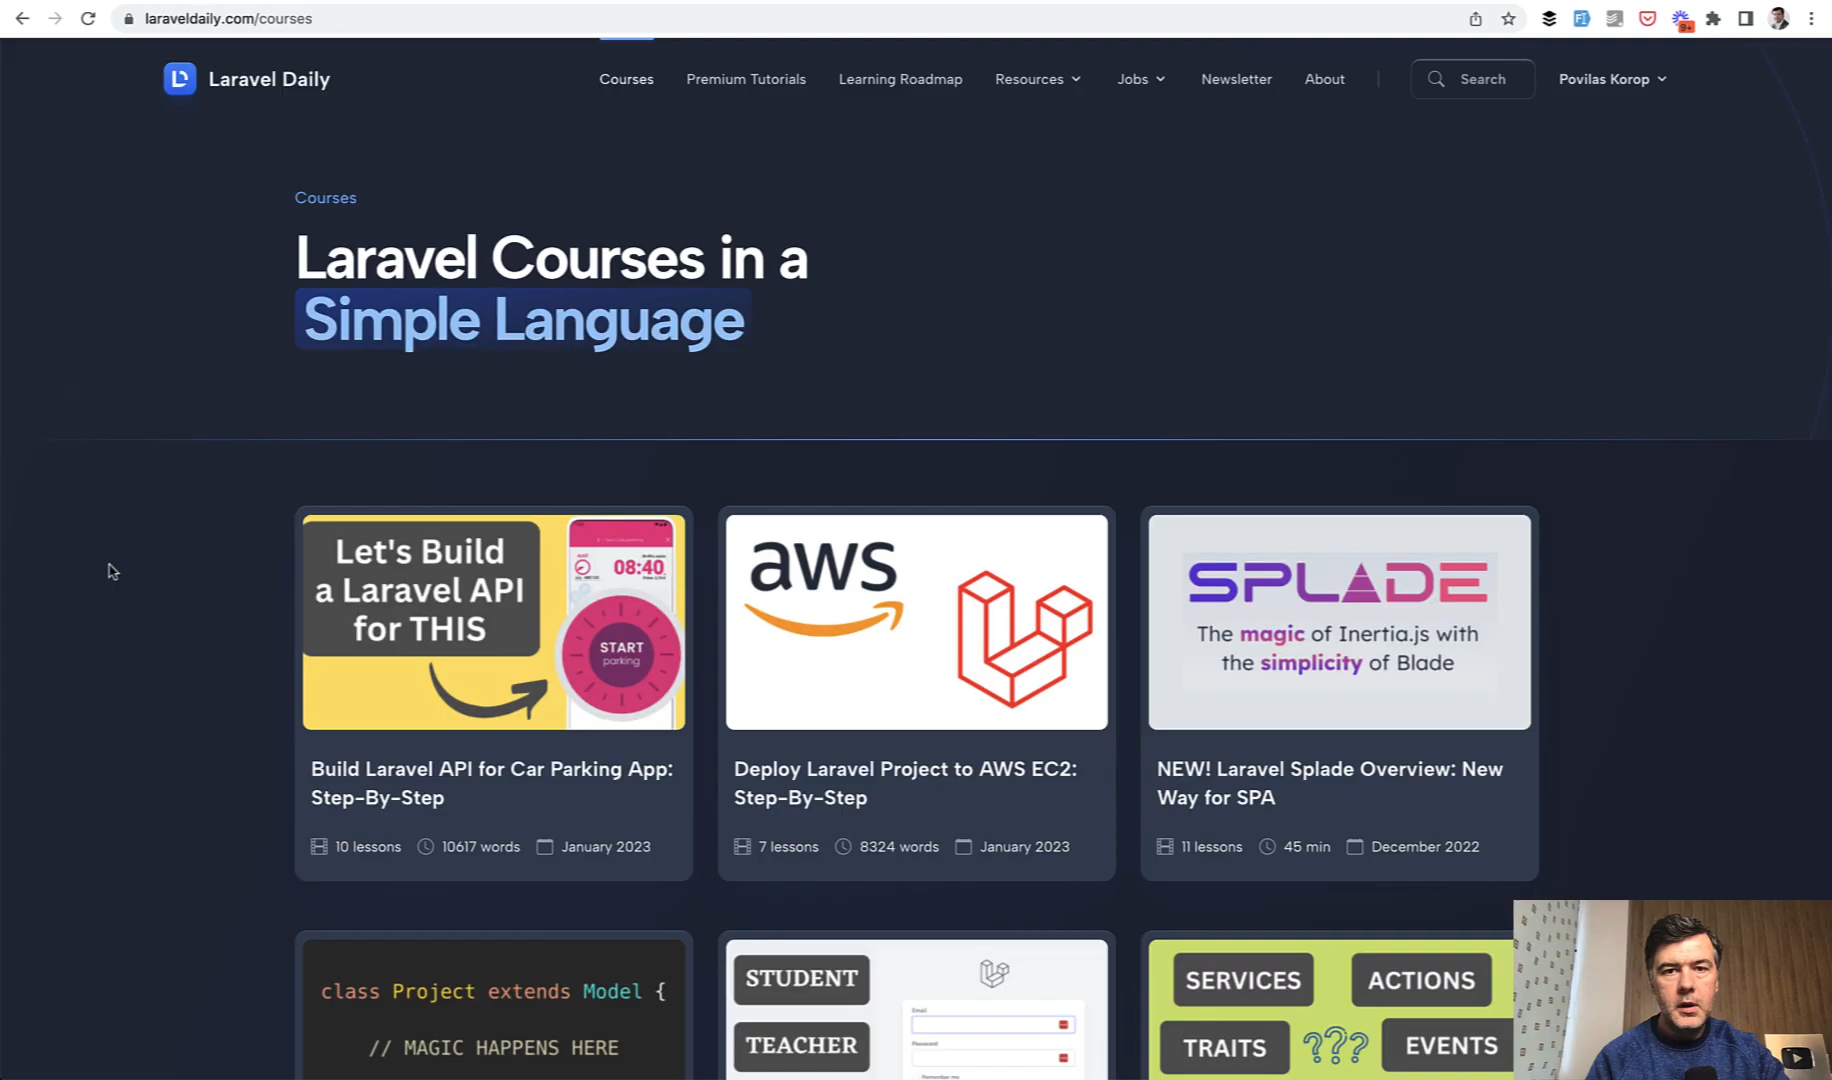 laraveldaily.com/courses
9+
Laravel Daily
Courses
Premium Tutorials
Learning Roadmap
Resources
Jobs
Newsletter
About
Search
Povilas Korop
Courses
Laravel Courses in a
Simple Language
Let's Build
a Laravel API
for THIS
08:40
START
parking
aws
SPLADE
The magic of Inertia.js with
the simplicity of Blade
Build Laravel API for Car Parking App:
Step-By-Step
10 lessons 10617 words January 2023
Deploy Laravel Project to AWS EC2:
Step-By-Step
7 lessons 8324 words January 2023
NEW! Laravel Splade Overview: New
Way for SPA
11 lessons 45 min December 2022
class Project extends Model {
// MAGIC HAPPENS HERE
STUDENT
TEACHER
Email
Password
Remember me
SERVICES
ACTIONS
TRAITS
???
EVENTS